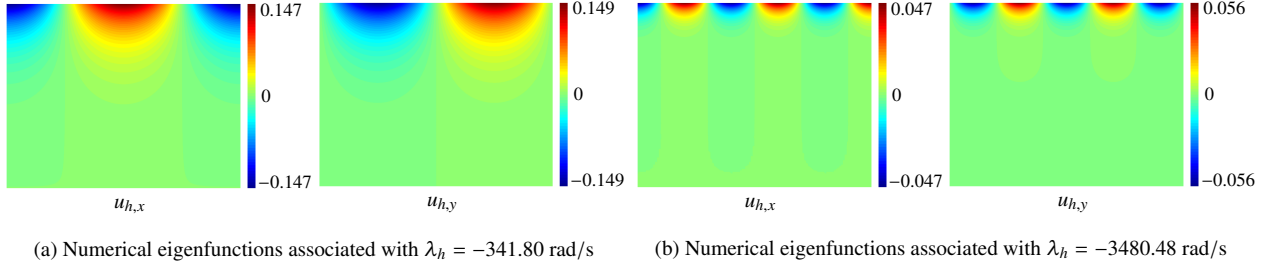 0.147
0
−0.147
u_{h,x}
0.149
0
−0.149
u_{h,y}
0.047
0
−0.047
u_{h,x}
0.056
0
−0.056
u_{h,y}
(a) Numerical eigenfunctions associated with λ_h = −341.80 rad/s
(b) Numerical eigenfunctions associated with λ_h = −3480.48 rad/s